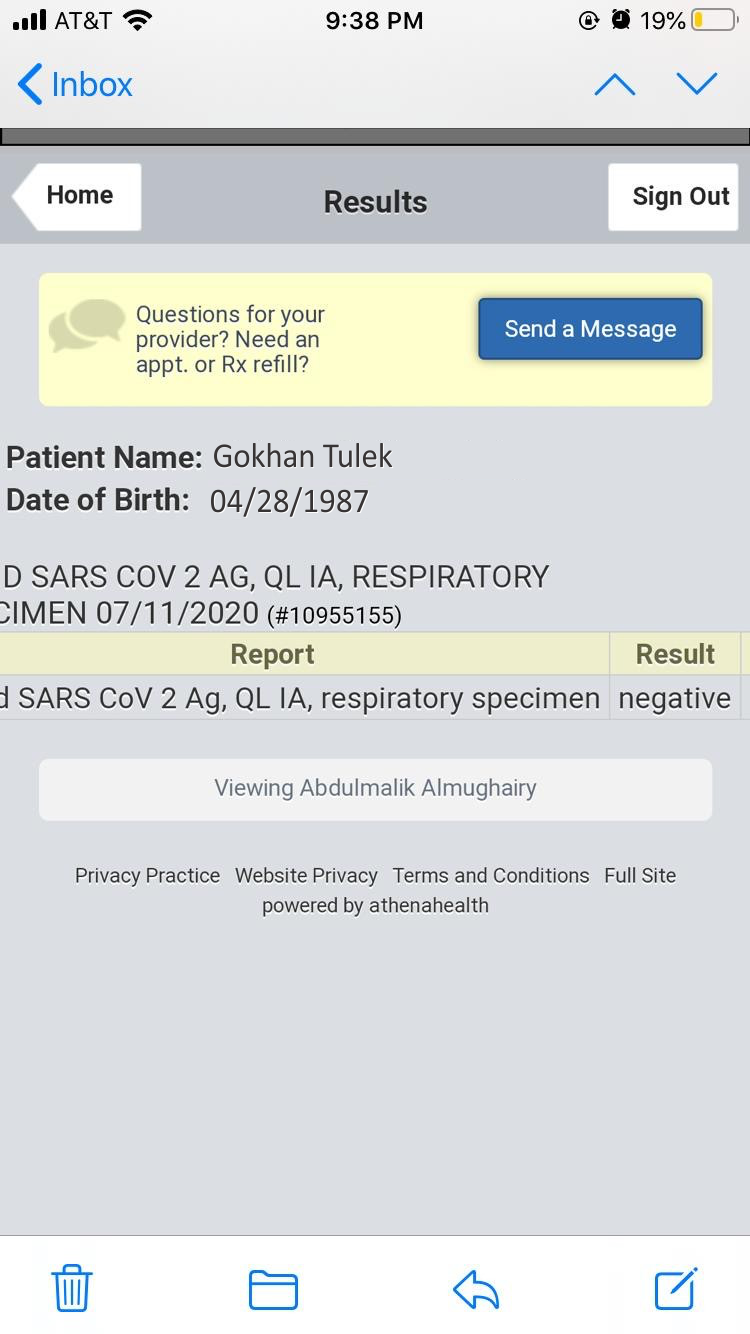 AT&T 9:38 PM 19%
Inbox
Home Results Sign Out
Questions for your
provider? Need an
appt. or Rx refill?
Send a Message
Patient Name: Gokhan Tulek
Date of Birth: 04/28/1987
D SARS COV 2 AG, QL IA, RESPIRATORY
CIMEN 07/11/2020 (#10955155)
Report Result
d SARS CoV 2 Ag, QL IA, respiratory specimen negative
Viewing Abdulmalik Almughairy
Privacy Practice Website Privacy Terms and Conditions Full Site
powered by athenahealth